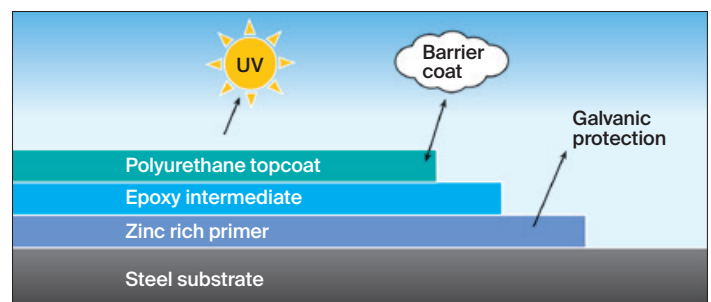 UV
Barrier
coat
Galvanic
protection
Polyurethane topcoat
Epoxy intermediate
Zinc rich primer
Steel substrate